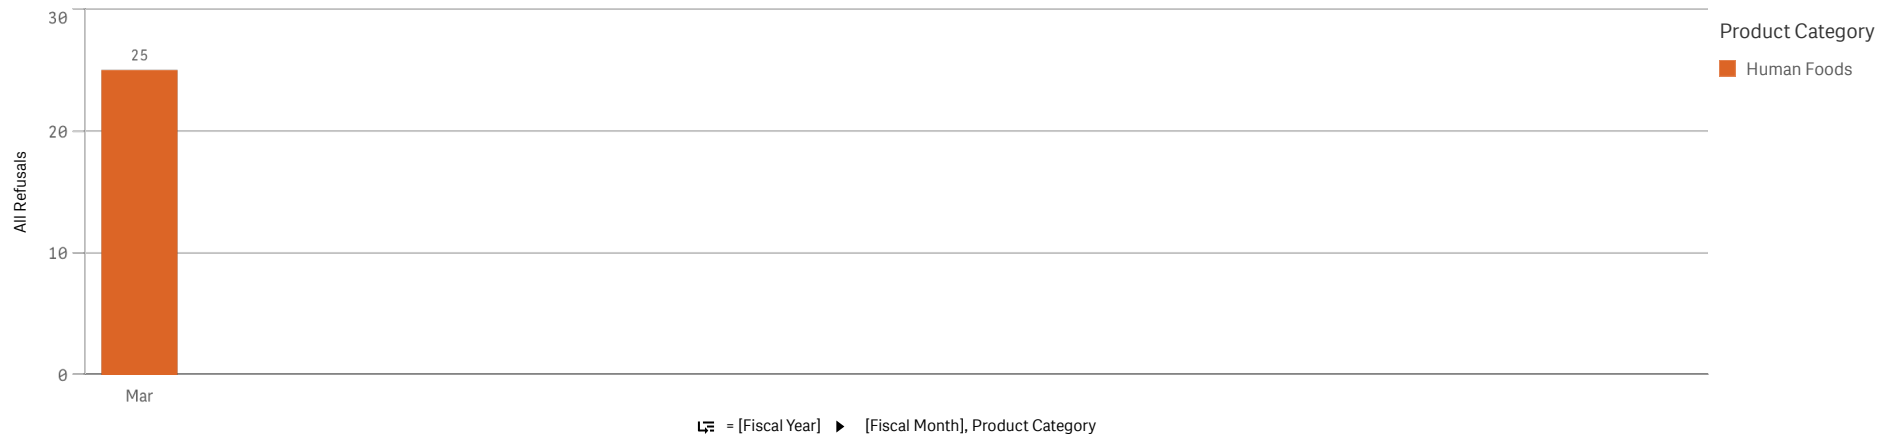 30
25
20
10
0
All Refusals
Mar
= [Fiscal Year] [Fiscal Month], Product Category
Product Category
Human Foods